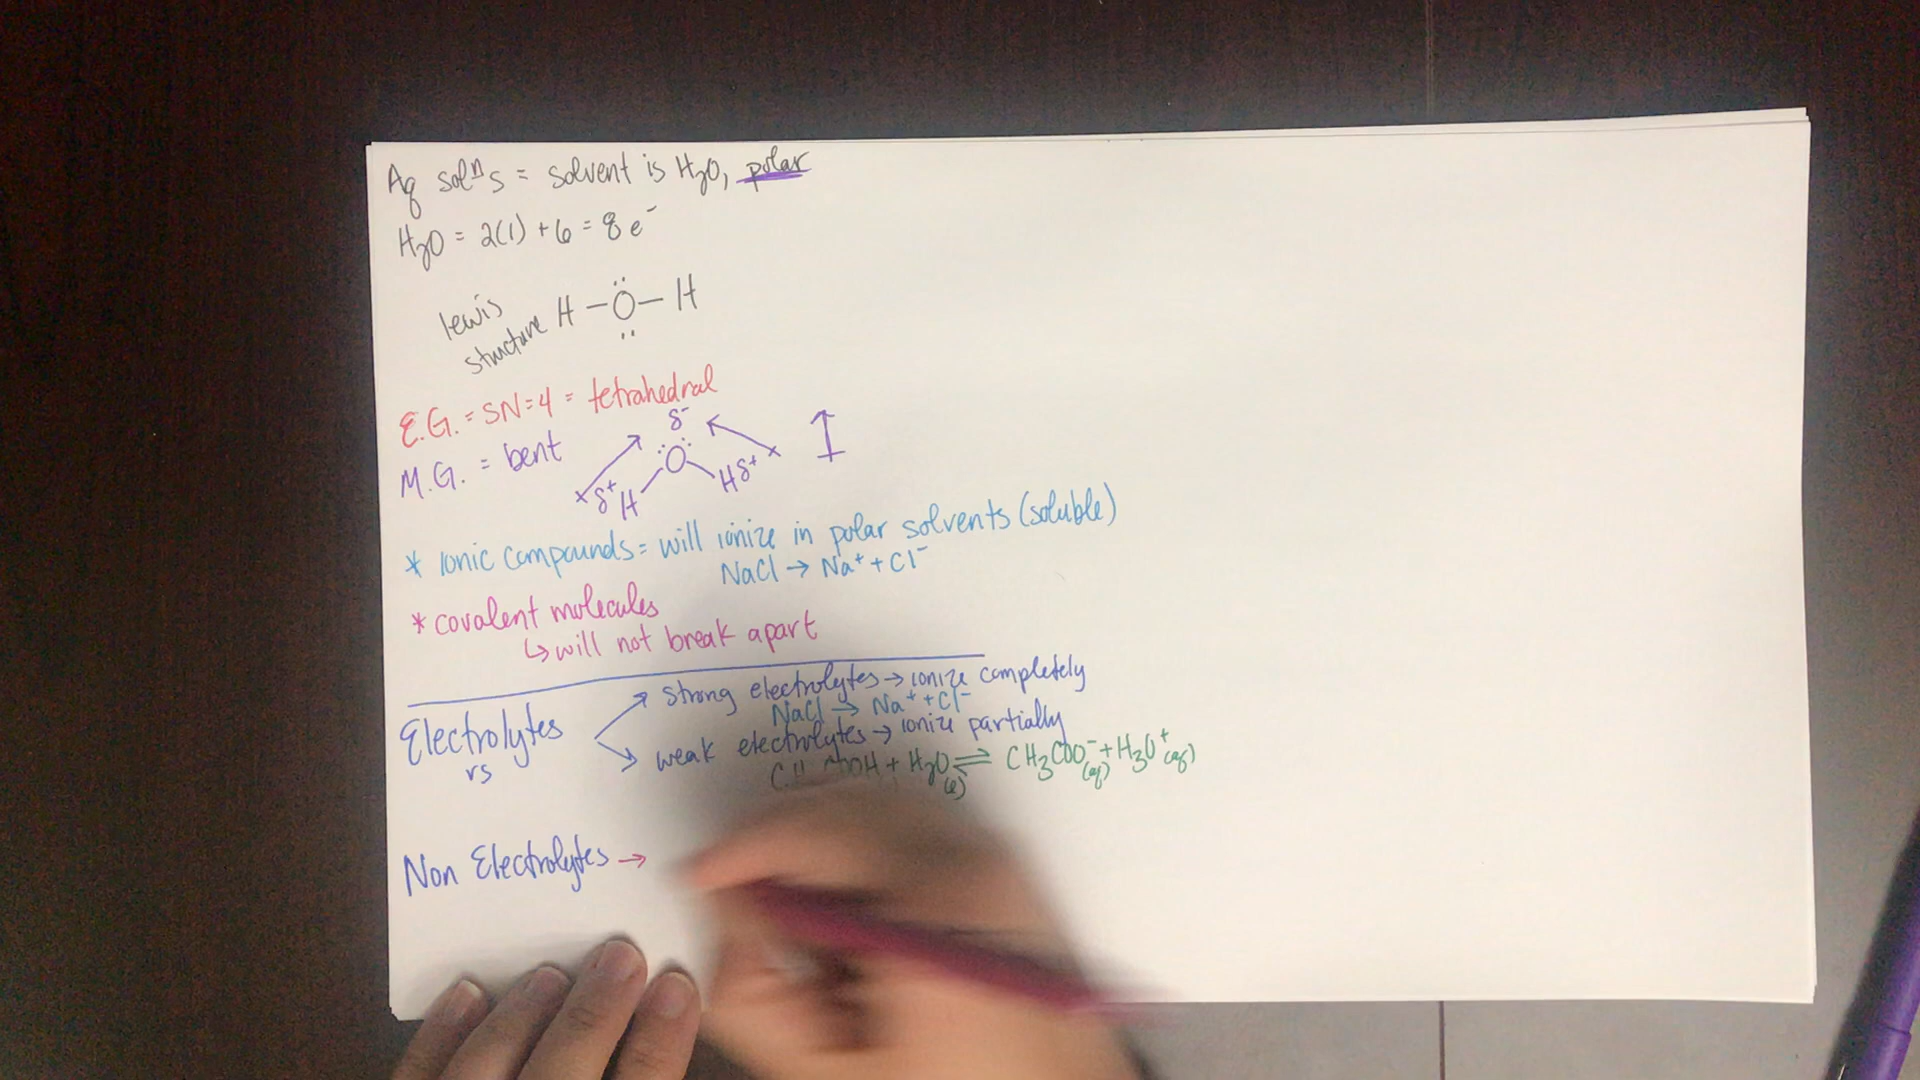 Aq solⁿs = solvent is H₂O, polar
H₂O = 2(1) + 6 = 8 e⁻
lewis structure H – Ö – H
E.G. = SN=4 = tetrahedral
M.G. = bent
δ⁻
O
δ⁺ H
H δ⁺
* Ionic compounds = will ionize in polar solvents (soluble)
NaCl → Na⁺ + Cl⁻
* covalent molecules
↳ will not break apart
Electrolytes
vs
strong electrolytes → ionize completely
NaCl → Na⁺ + Cl⁻
weak electrolytes → ionize partially
+ H₂O(l) ⇌ CH₃COO⁻(aq) + H₃O⁺(aq)
Non Electrolytes →